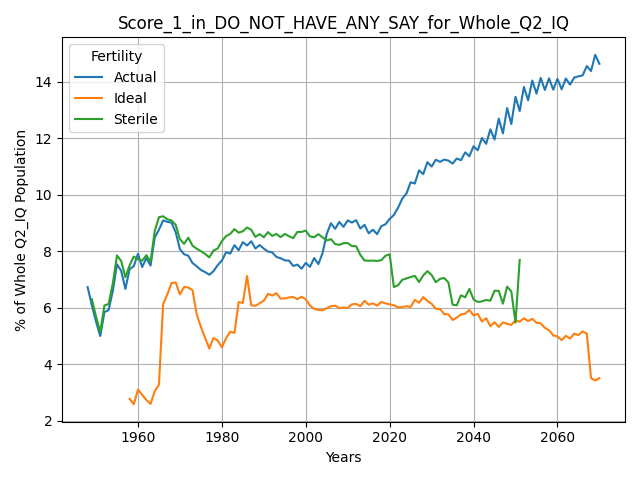 Score_1_in_DO_NOT_HAVE_ANY_SAY_for_Whole_Q2_IQ
Fertility
Actual
Ideal
Sterile
% of Whole Q2_IQ Population
14
12
10
8
6
4
2
1960
1980
2000
2020
2040
2060
Years